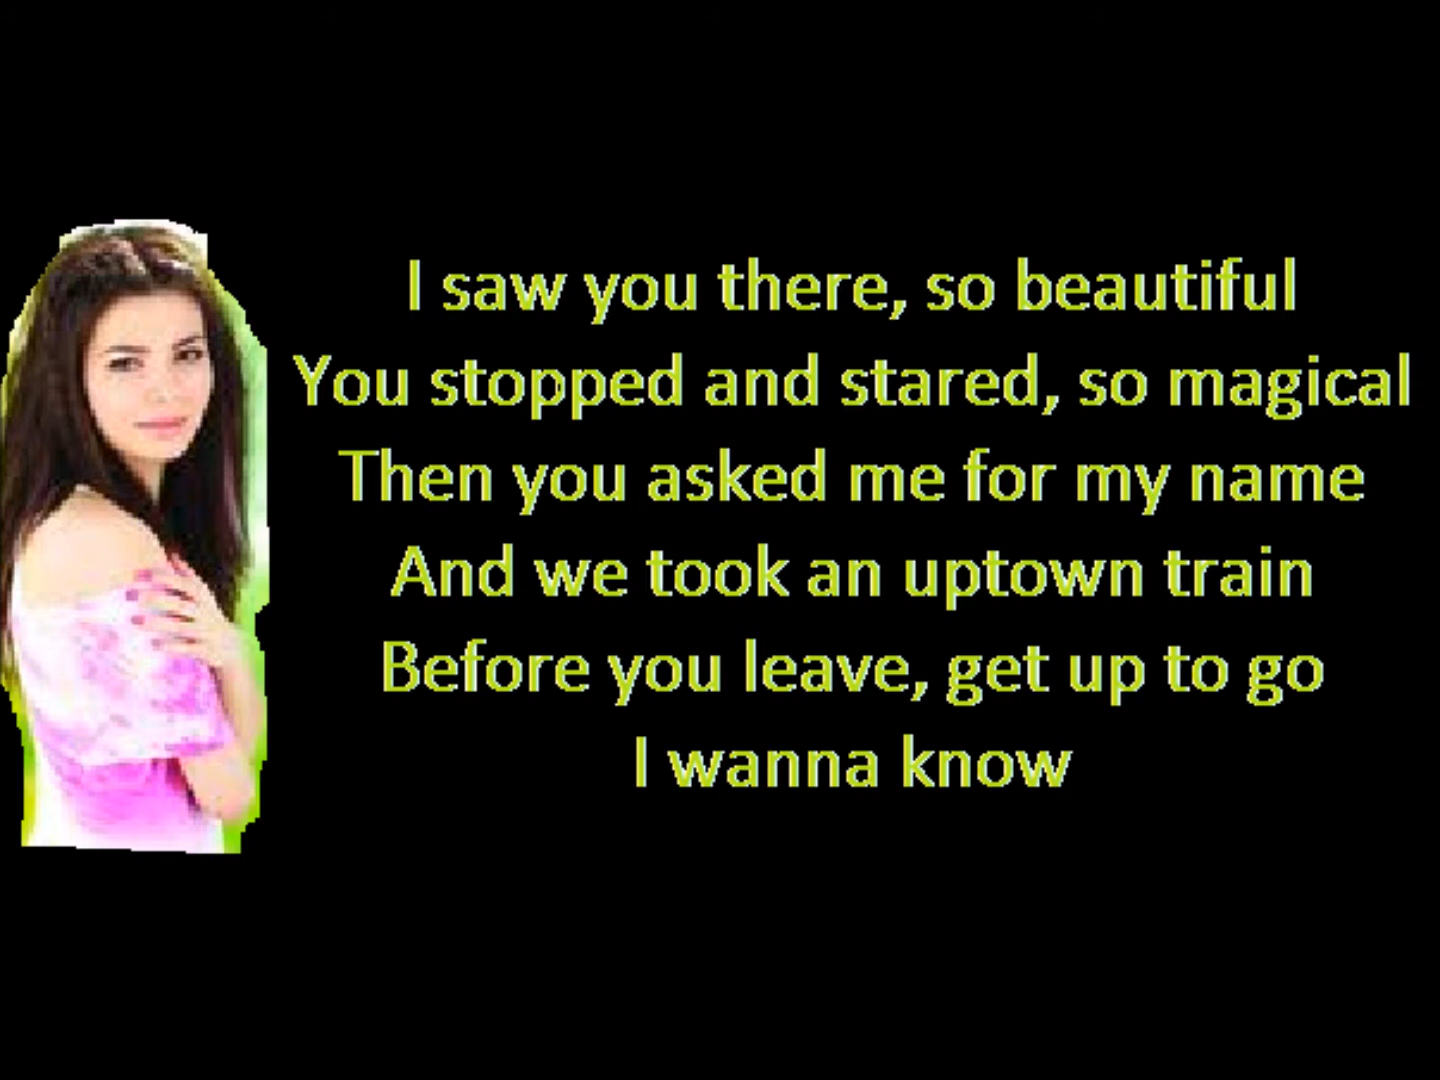 I saw you there, so beautiful
You stopped and stared, so magical
Then you asked me for my name
And we took an uptown train
Before you leave, get up to go
I wanna know